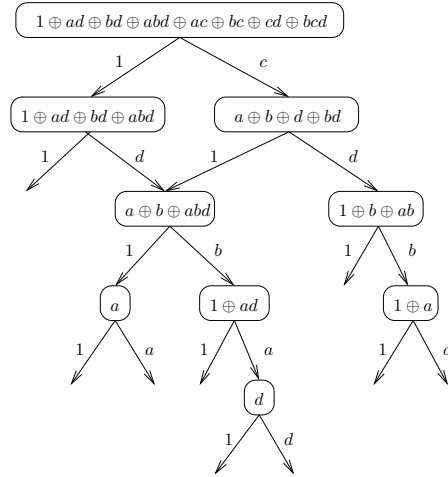 1 ⊕ ad ⊕ bd ⊕ abd ⊕ ac ⊕ bc ⊕ cd ⊕ bcd
1 c
1 ⊕ ad ⊕ bd ⊕ abd a ⊕ b ⊕ d ⊕ bd
1 d 1 d
a ⊕ b ⊕ abd 1 ⊕ b ⊕ ab
1 b 1 b
a 1 ⊕ ad 1 ⊕ a
1 a 1 a 1
d
1 d